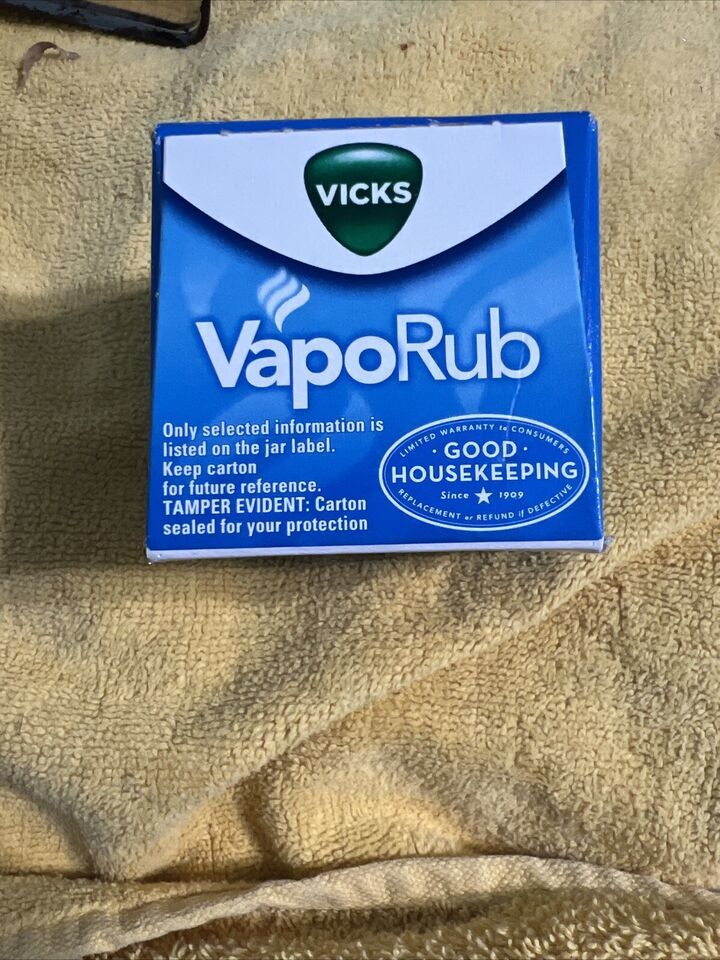 VICKS
VapoRub
Only selected information is
listed on the jar label.
Keep carton
for future reference.
TAMPER EVIDENT: Carton
sealed for your protection
LIMITED WARRANTY to CONSUMERS
· GOOD ·
HOUSEKEEPING
Since ★ 1909
REPLACEMENT or REFUND if DEFECTIVE